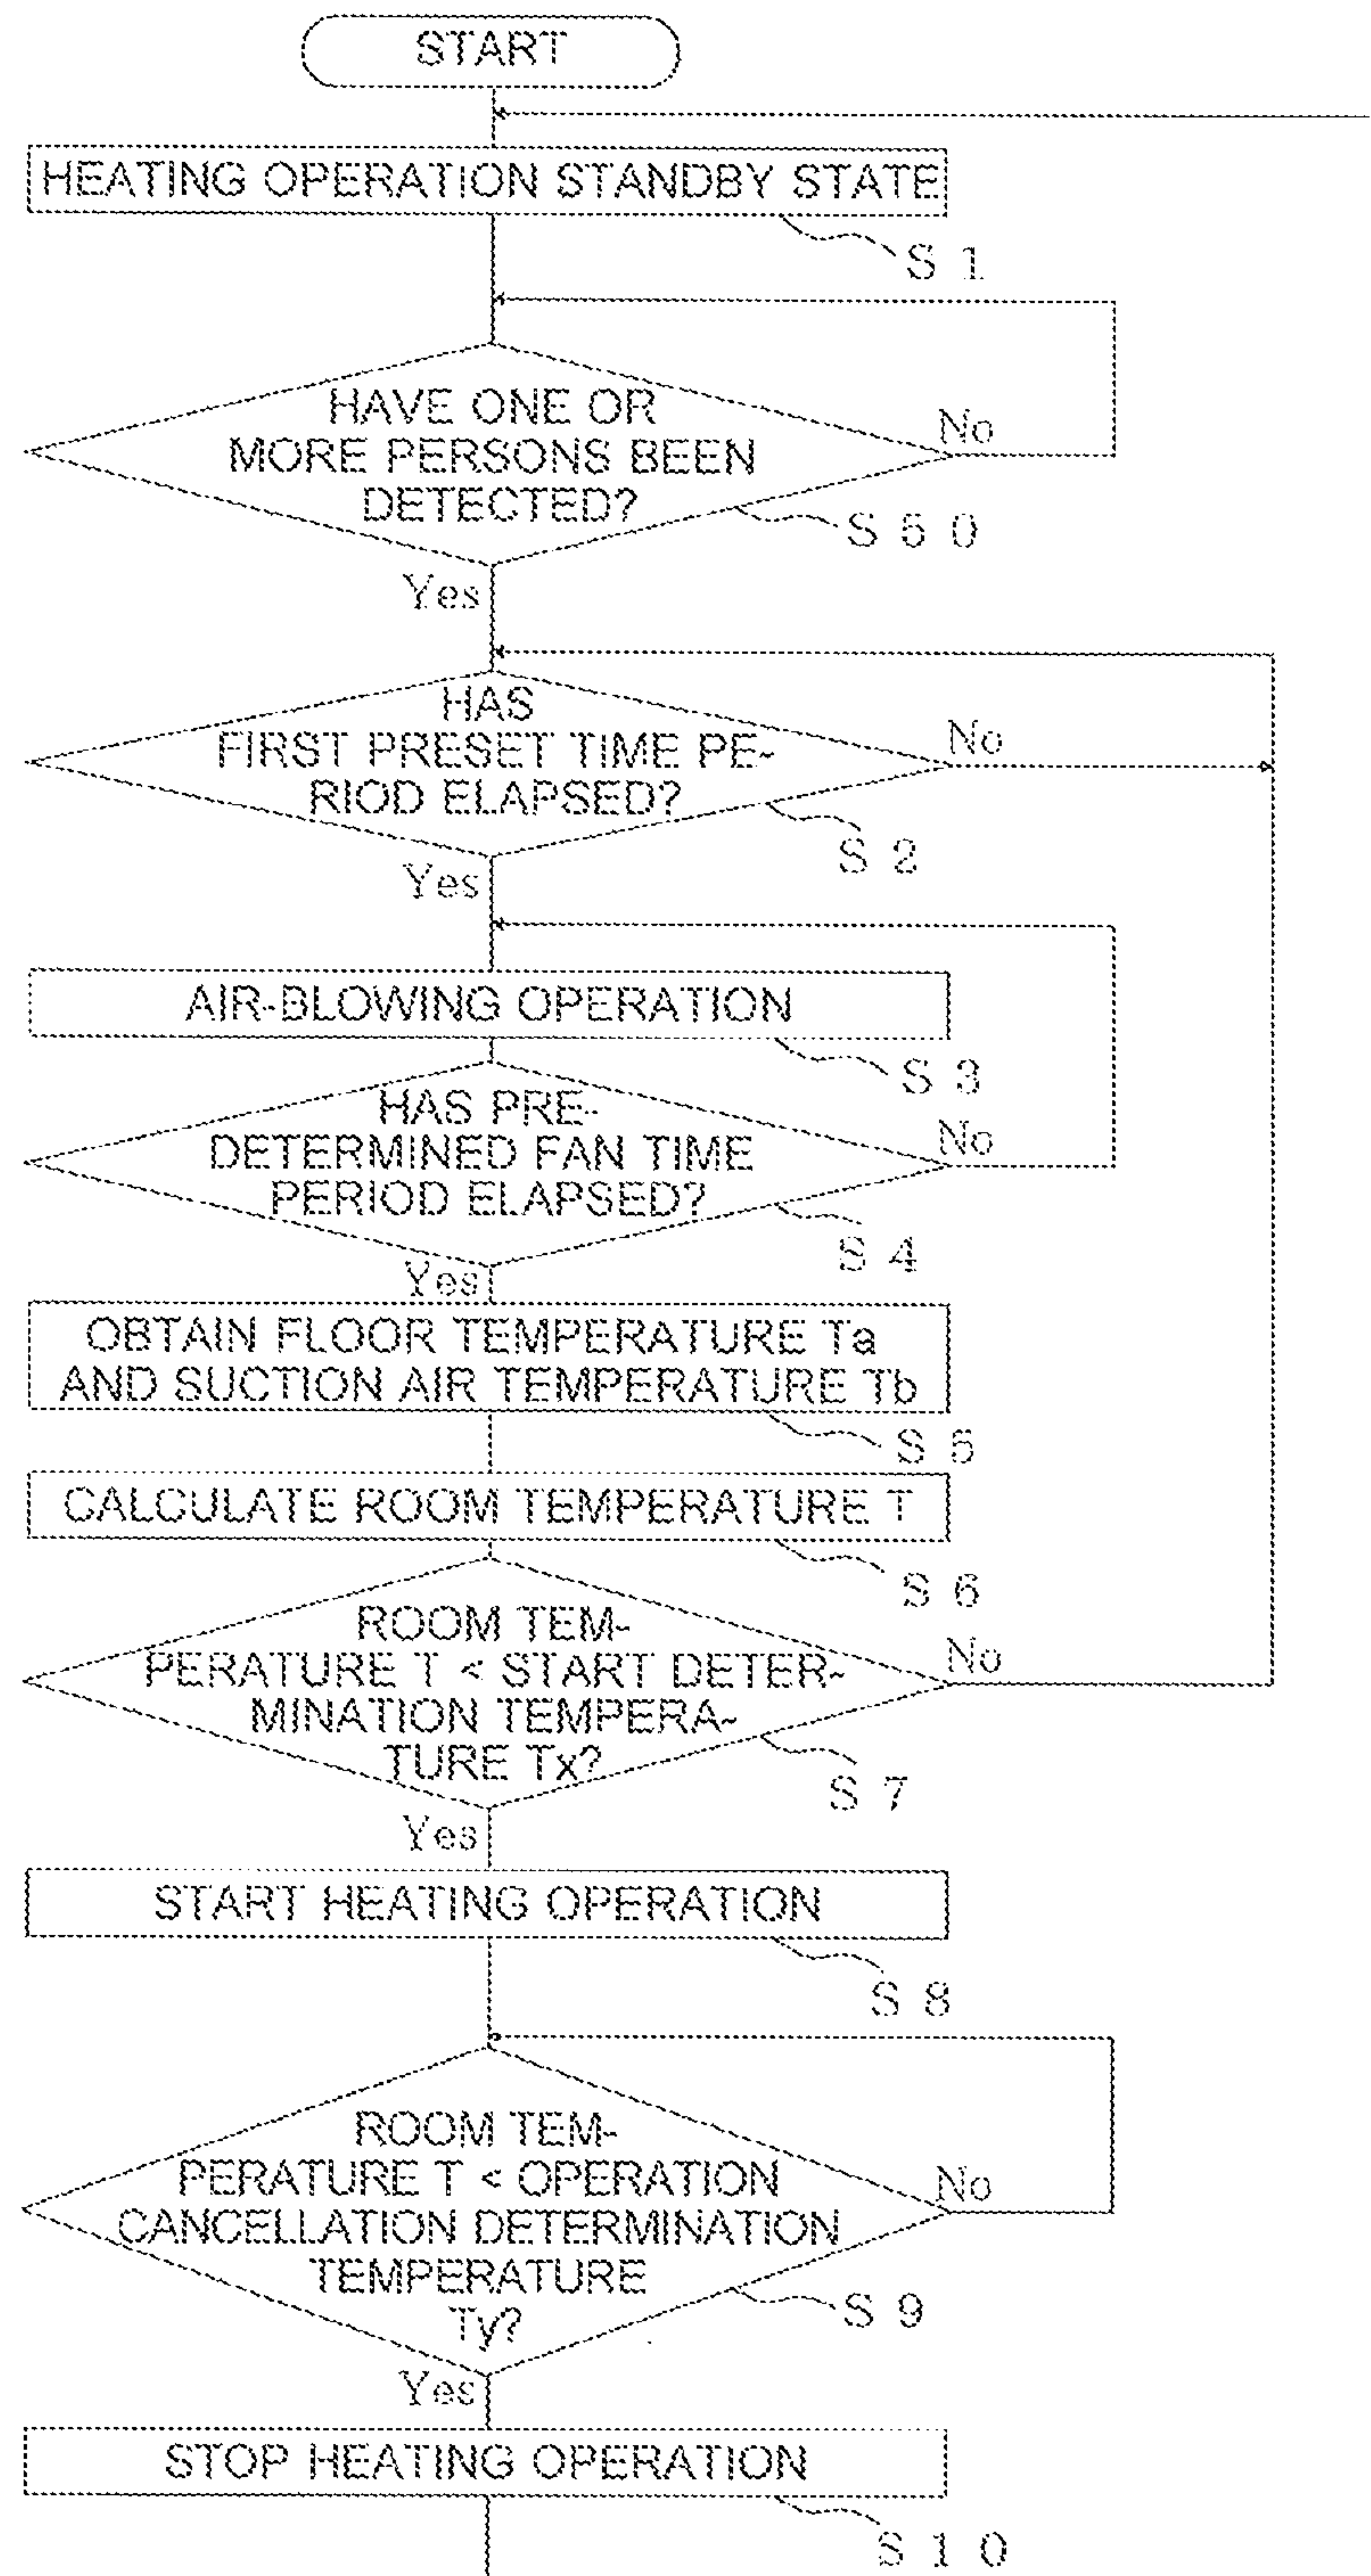 START
HEATING OPERATION STANDBY STATE
S 1
HAVE ONE OR
MORE PERSONS BEEN
DETECTED?
No
S 5 0
Yes
HAS
FIRST PRESET TIME PE-
RIOD ELAPSED?
No
S 2
Yes
AIR-BLOWING OPERATION
S 3
HAS PRE-
DETERMINED FAN TIME
PERIOD ELAPSED?
No
S 4
Yes
OBTAIN FLOOR TEMPERATURE Ta
AND SUCTION AIR TEMPERATURE Tb
S 5
CALCULATE ROOM TEMPERATURE T
S 6
ROOM TEM-
PERATURE T < START DETER-
MINATION TEMPERA-
TURE Tx?
No
S 7
Yes
START HEATING OPERATION
S 8
ROOM TEM-
PERATURE T < OPERATION
CANCELLATION DETERMINATION
TEMPERATURE
Ty?
No
S 9
Yes
STOP HEATING OPERATION
S 1 0